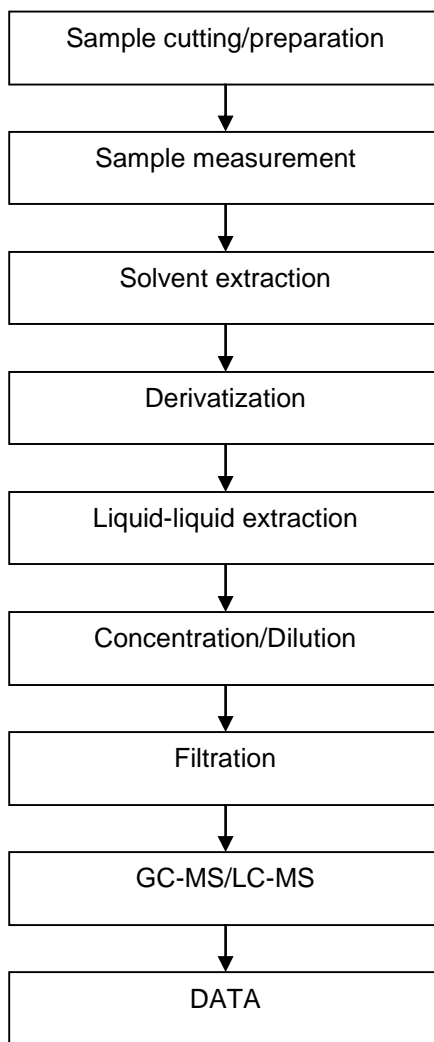 Sample cutting/preparation
Sample measurement
Solvent extraction
Derivatization
Liquid-liquid extraction
Concentration/Dilution
Filtration
GC-MS/LC-MS
DATA